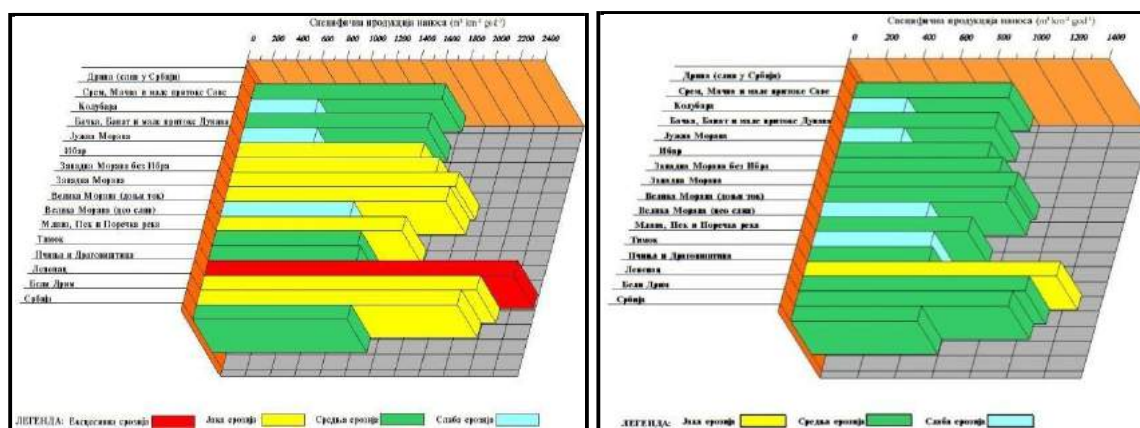 Специфична продукција наноса (m³ km⁻² god⁻¹)
0 200 400 600 800 1000 1200 1400 1600 1800 2000 2200 2400
Дрина (слив у Србији)
Срем, Мачва и мале притоке Саве
Колубара
Бачка, Банат и мале притоке Дунава
Јужна Морава
Ибар
Западна Морава без Ибра
Западна Морава
Велика Морава (доњи ток)
Велика Морава (цео слив)
Млава, Пек и Поречка река
Тимок
Пчиња и Драговиштица
Лепенац
Бели Дрим
Србија
ЛЕГЕНДА: Ексцесивна ерозија Јака ерозија Средња ерозија Слаба ерозија
Специфична продукција наноса (m³ km⁻² god⁻¹)
0 200 400 600 800 1000 1200 1400
Дрина (слив у Србији)
Срем, Мачва и мале притоке Саве
Колубара
Бачка, Банат и мале притоке Дунава
Јужна Морава
Ибар
Западна Морава без Ибра
Западна Морава
Велика Морава (доњи ток)
Велика Морава (цео слив)
Млава, Пек и Поречка река
Тимок
Пчиња и Драговиштица
Лепенац
Бели Дрим
Србија
ЛЕГЕНДА: Јака ерозија Средња ерозија Слаба ерозија